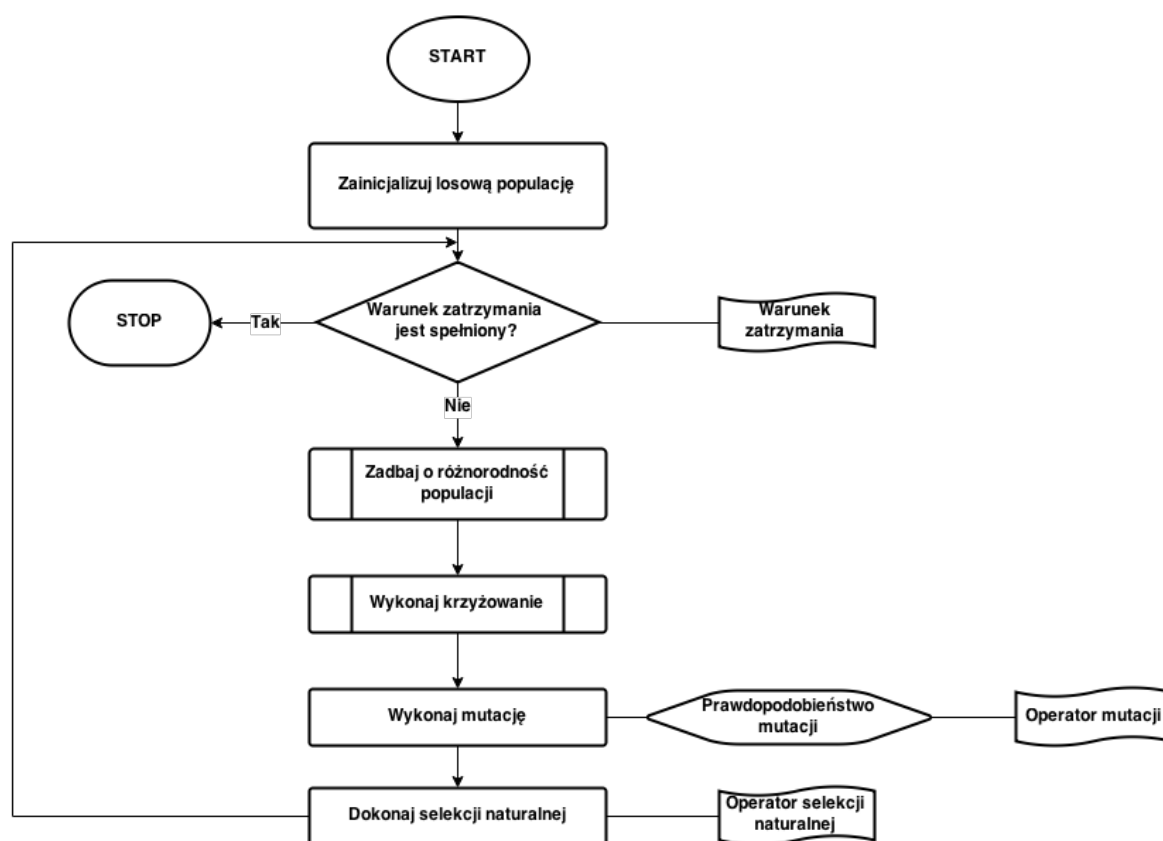 START
Zainicjalizuj losową populację
Warunek zatrzymania
jest spełniony?
STOP
Tak
Warunek
zatrzymania
Nie
Zadbaj o różnorodność
populacji
Wykonaj krzyżowanie
Wykonaj mutację
Prawdopodobieństwo
mutacji
Operator mutacji
Dokonaj selekcji naturalnej
Operator selekcji
naturalnej